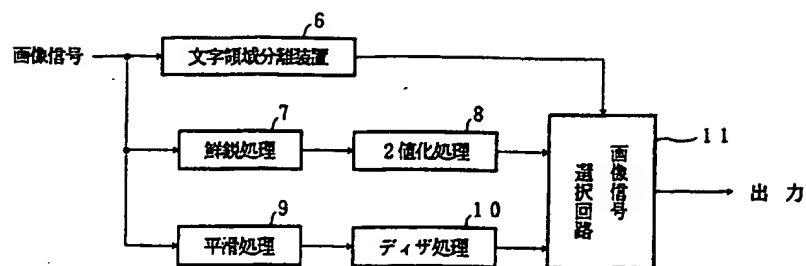 6
画像信号
文字領域分離装置
7
8
鮮鋭処理
2値化処理
11
画像信号
選択回路
出力
9
10
平滑処理
ディザ処理